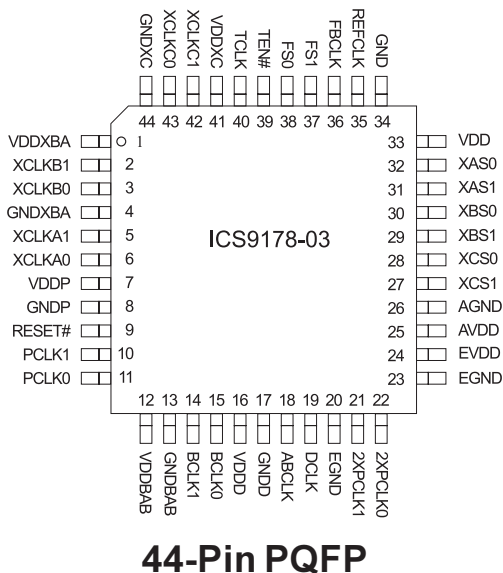 GNDXC
XCLKC0
XCLKC1
VDDXC
TCLK
TEN#
FS0
FS1
FBCLK
REFCLK
GND
44 43 42 41 40 39 38 37 36 35 34
VDDXBA 1 33 VDD
XCLKB1 2 32 XAS0
XCLKB0 3 31 XAS1
GNDXBA 4 30 XBS0
XCLKA1 5 ICS9178-03 29 XBS1
XCLKA0 6 28 XCS0
VDDP 7 27 XCS1
GNDP 8 26 AGND
RESET# 9 25 AVDD
PCLK1 10 24 EVDD
PCLK0 11 23 EGND
12 13 14 15 16 17 18 19 20 21 22
VDDBAB
GNDBAB
BCLK1
BCLK0
VDDD
GNDD
ABCLK
DCLK
EGND
2XPCLK1
2XPCLK0
44-Pin PQFP